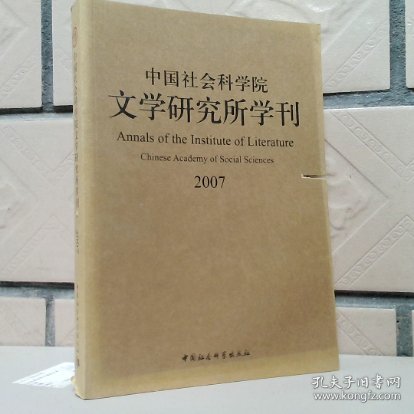 中国社会科学院
文学研究所学刊
Annals of the Institute of Literature
Chinese Academy of Social Sciences
2007
中国社会科学出版社
孔夫子旧书网
www.kongfz.com